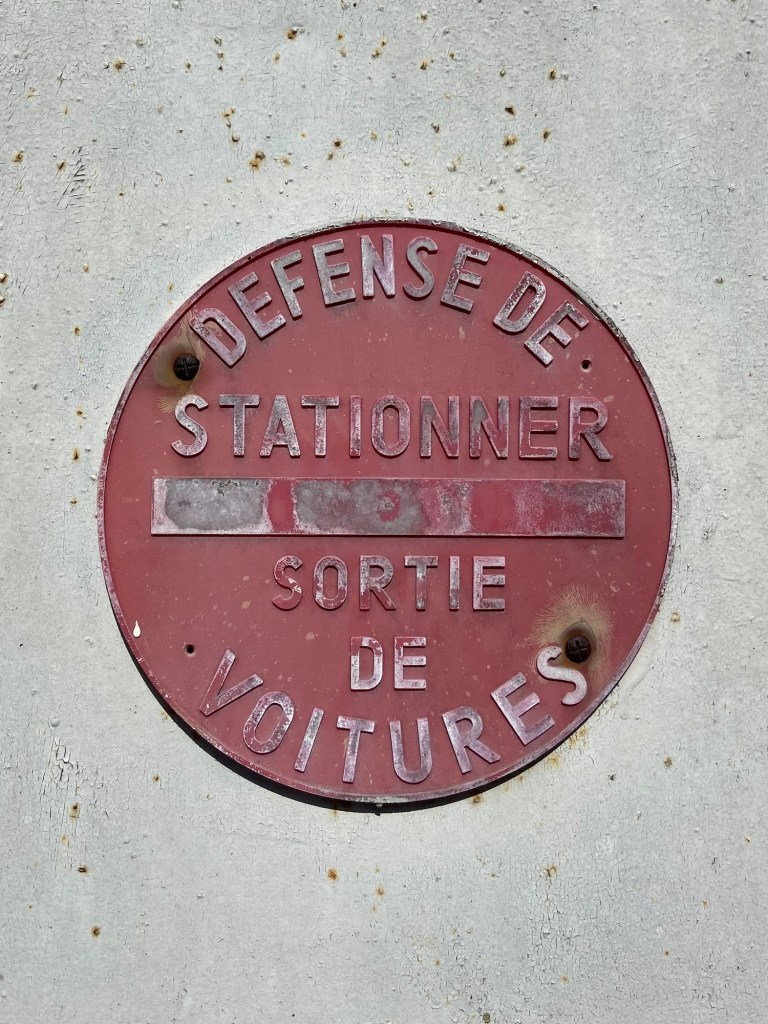 DEFENSE DE
STATIONNER
SORTIE
DE
VOITURES